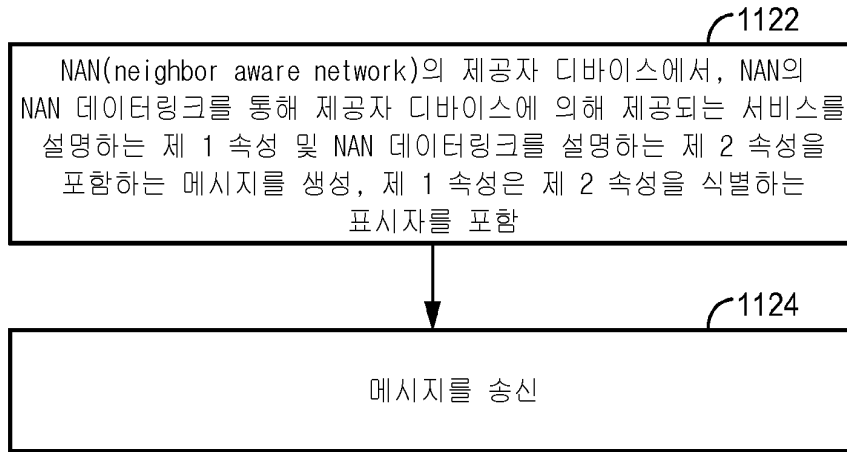 1122
NAN(neighbor aware network)의 제공자 디바이스에서, NAN의
NAN 데이터링크를 통해 제공자 디바이스에 의해 제공되는 서비스를
설명하는 제 1 속성 및 NAN 데이터링크를 설명하는 제 2 속성을
포함하는 메시지를 생성, 제 1 속성은 제 2 속성을 식별하는
표시자를 포함
1124
메시지를 송신